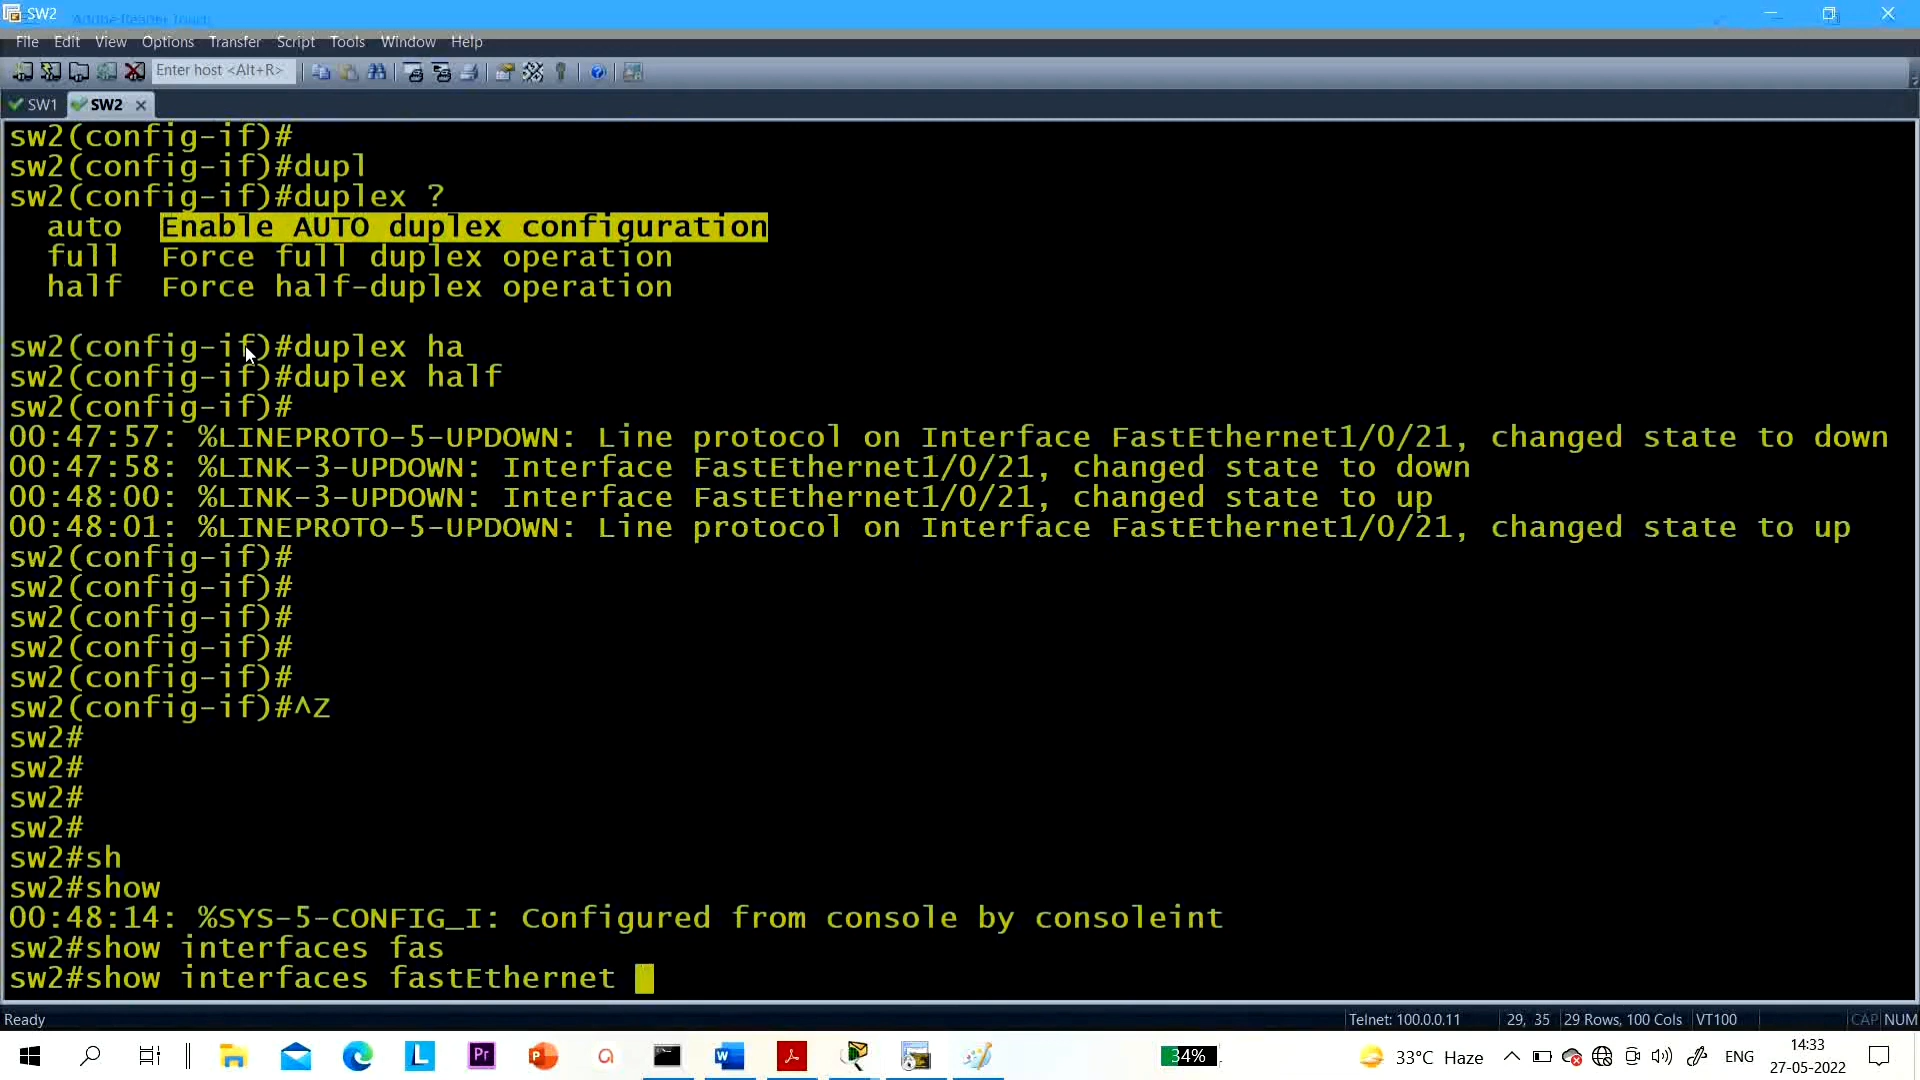 SW2
File Edit View Options Transfer Script Tools Window Help
Enter host <Alt+R>
SW1 SW2
sw2(config-if)#
sw2(config-if)#dupl
sw2(config-if)#duplex ?
auto Enable AUTO duplex configuration
full Force full duplex operation
half Force half-duplex operation
sw2(config-if)#duplex ha
sw2(config-if)#duplex half
sw2(config-if)#
00:47:57: %LINEPROTO-5-UPDOWN: Line protocol on Interface FastEthernet1/0/21, changed state to down
00:47:58: %LINK-3-UPDOWN: Interface FastEthernet1/0/21, changed state to down
00:48:00: %LINK-3-UPDOWN: Interface FastEthernet1/0/21, changed state to up
00:48:01: %LINEPROTO-5-UPDOWN: Line protocol on Interface FastEthernet1/0/21, changed state to up
sw2(config-if)#
sw2(config-if)#
sw2(config-if)#
sw2(config-if)#
sw2(config-if)#
sw2(config-if)#^Z
sw2#
sw2#
sw2#
sw2#
sw2#sh
sw2#show
00:48:14: %SYS-5-CONFIG_I: Configured from console by consoleint
sw2#show interfaces fas
sw2#show interfaces fastEthernet
Ready Telnet: 100.0.0.11 29, 35 29 Rows, 100 Cols VT100 CAP NUM
L Pr P W 34% 33°C Haze ENG 14:33
27-05-2022